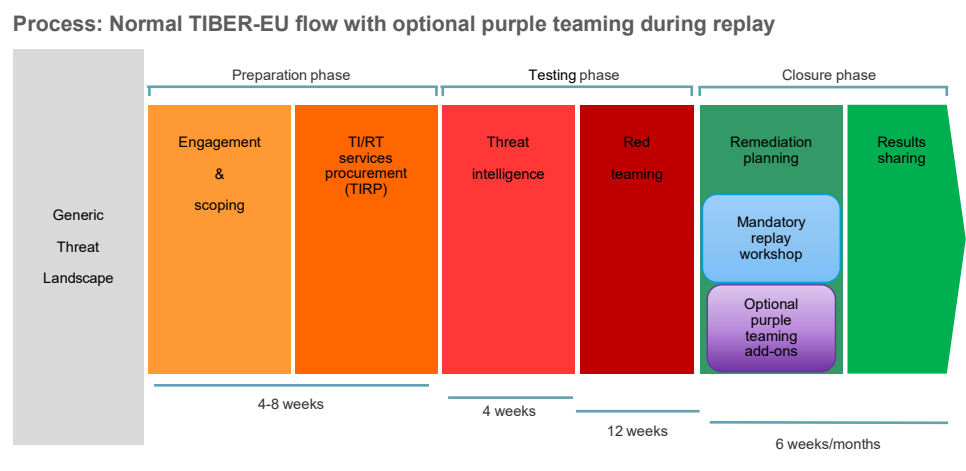 Process: Normal TIBER-EU flow with optional purple teaming during replay
Preparation phase
Testing phase
Closure phase
Generic
Threat
Landscape
Engagement
&
scoping
TI/RT
services
procurement
(TIRP)
Threat
intelligence
Red
teaming
Remediation
planning
Mandatory
replay
workshop
Optional
purple
teaming
add-ons
Results
sharing
4-8 weeks
4 weeks
12 weeks
6 weeks/months